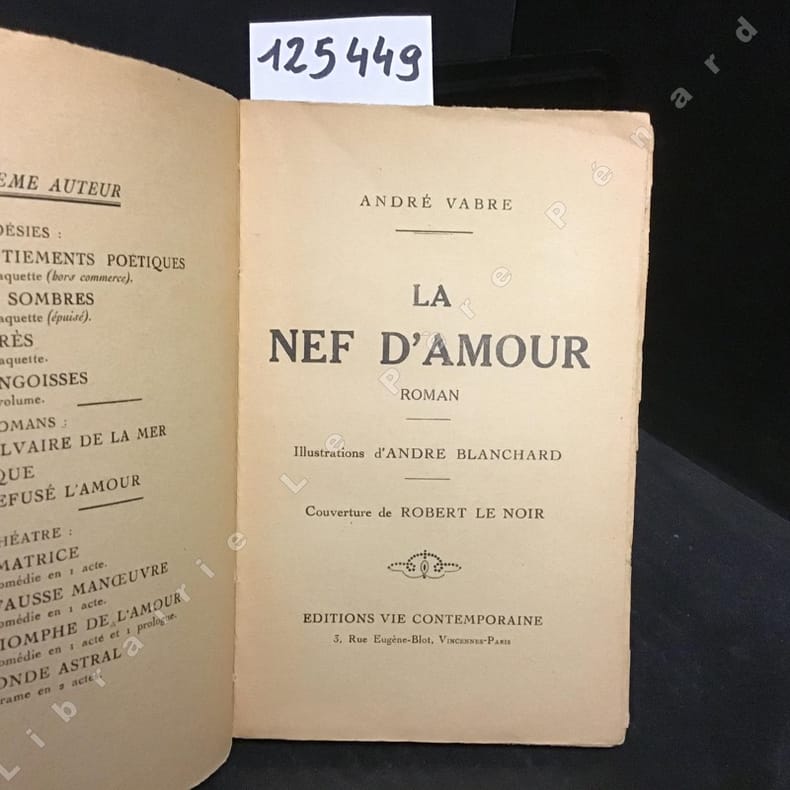 125449
EME AUTEUR
OÉSIES :
TIEMENTS POÉTIQUES
aquette (hors commerce).
SOMBRES
aquette (épuisé).
RÈS
aquette.
NGOISSES
volume.
OMANS :
LVAIRE DE LA MER
QUE
EFUSÉ L'AMOUR
HÉATRE :
MATRICE
omédie en 1 acte.
AUSSE MANŒUVRE
omédie en 1 acte.
IOMPHE DE L'AMOUR
omédie en 1 acte et 1 prologue.
ONDE ASTRAL
rame en 2 actes
ANDRÉ VABRE
LA
NEF D'AMOUR
ROMAN
Illustrations d'ANDRE BLANCHARD
Couverture de ROBERT LE NOIR
EDITIONS VIE CONTEMPORAINE
3, Rue Eugène-Blot, VINCENNES-PARIS
Librairie Le Père Pénard